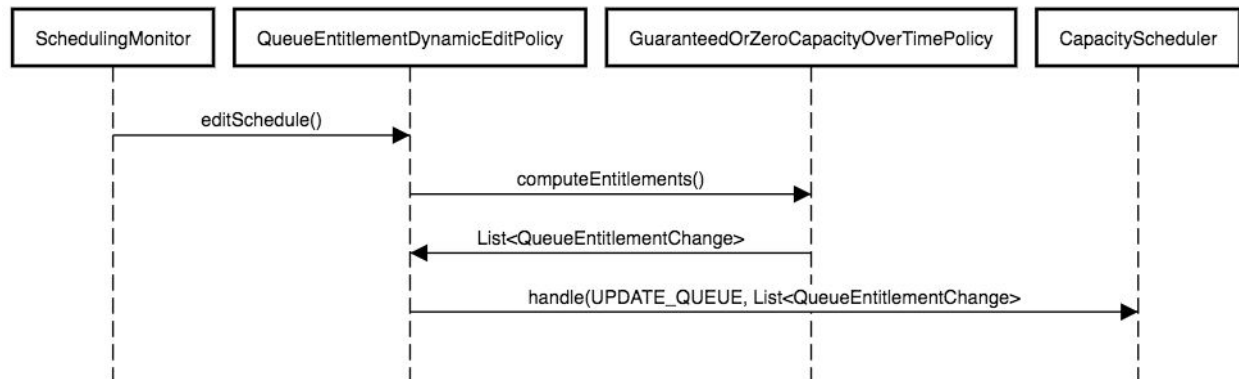 SchedulingMonitor
QueueEntitlementDynamicEditPolicy
GuaranteedOrZeroCapacityOverTimePolicy
CapacityScheduler
editSchedule()
computeEntitlements()
List<QueueEntitlementChange>
handle(UPDATE_QUEUE, List<QueueEntitlementChange>